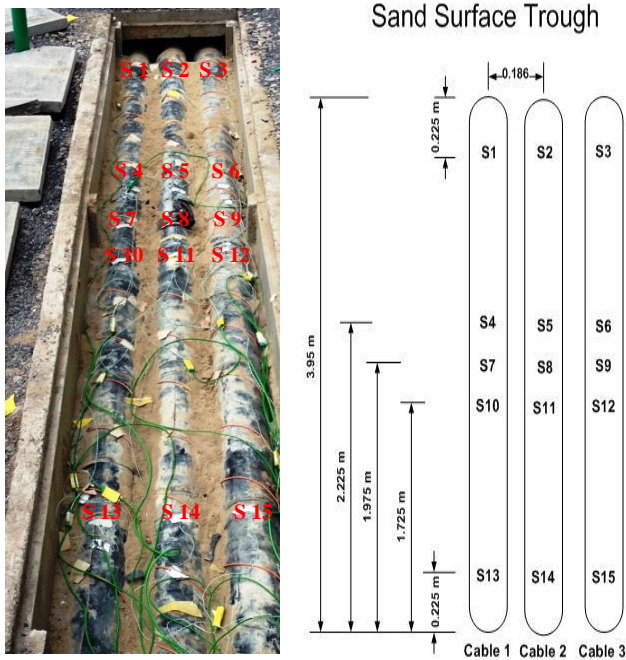 Sand Surface Trough
S 1 S 2 S 3
S 4 S 5 S 6
S 7 S 8 S 9
S 10 S 11 S 12
S 13 S 14 S 15
0.186
0.225 m
3.95 m
2.225 m
1.975 m
1.725 m
0.225 m
S1 S2 S3
S4 S5 S6
S7 S8 S9
S10 S11 S12
S13 S14 S15
Cable 1 Cable 2 Cable 3